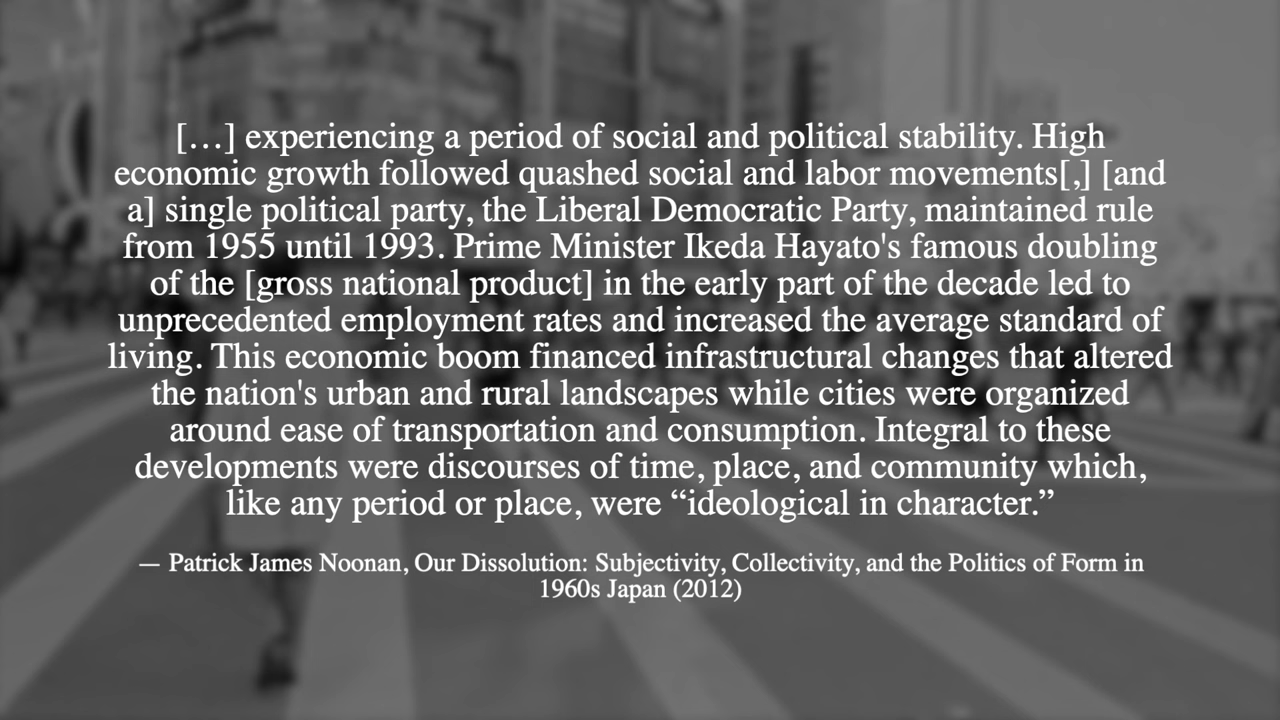 […] experiencing a period of social and political stability. High
economic growth followed quashed social and labor movements[,] [and
a] single political party, the Liberal Democratic Party, maintained rule
from 1955 until 1993. Prime Minister Ikeda Hayato's famous doubling
of the [gross national product] in the early part of the decade led to
unprecedented employment rates and increased the average standard of
living. This economic boom financed infrastructural changes that altered
the nation's urban and rural landscapes while cities were organized
around ease of transportation and consumption. Integral to these
developments were discourses of time, place, and community which,
like any period or place, were “ideological in character.”
— Patrick James Noonan, Our Dissolution: Subjectivity, Collectivity, and the Politics of Form in
1960s Japan (2012)